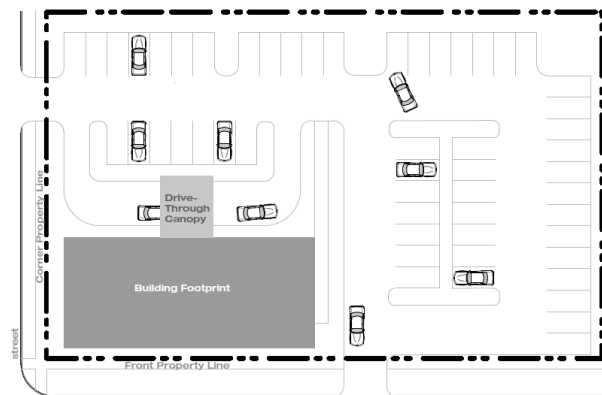 Drive-
Through
Canopy
Corner Property Line
Building Footprint
street
Front Property Line